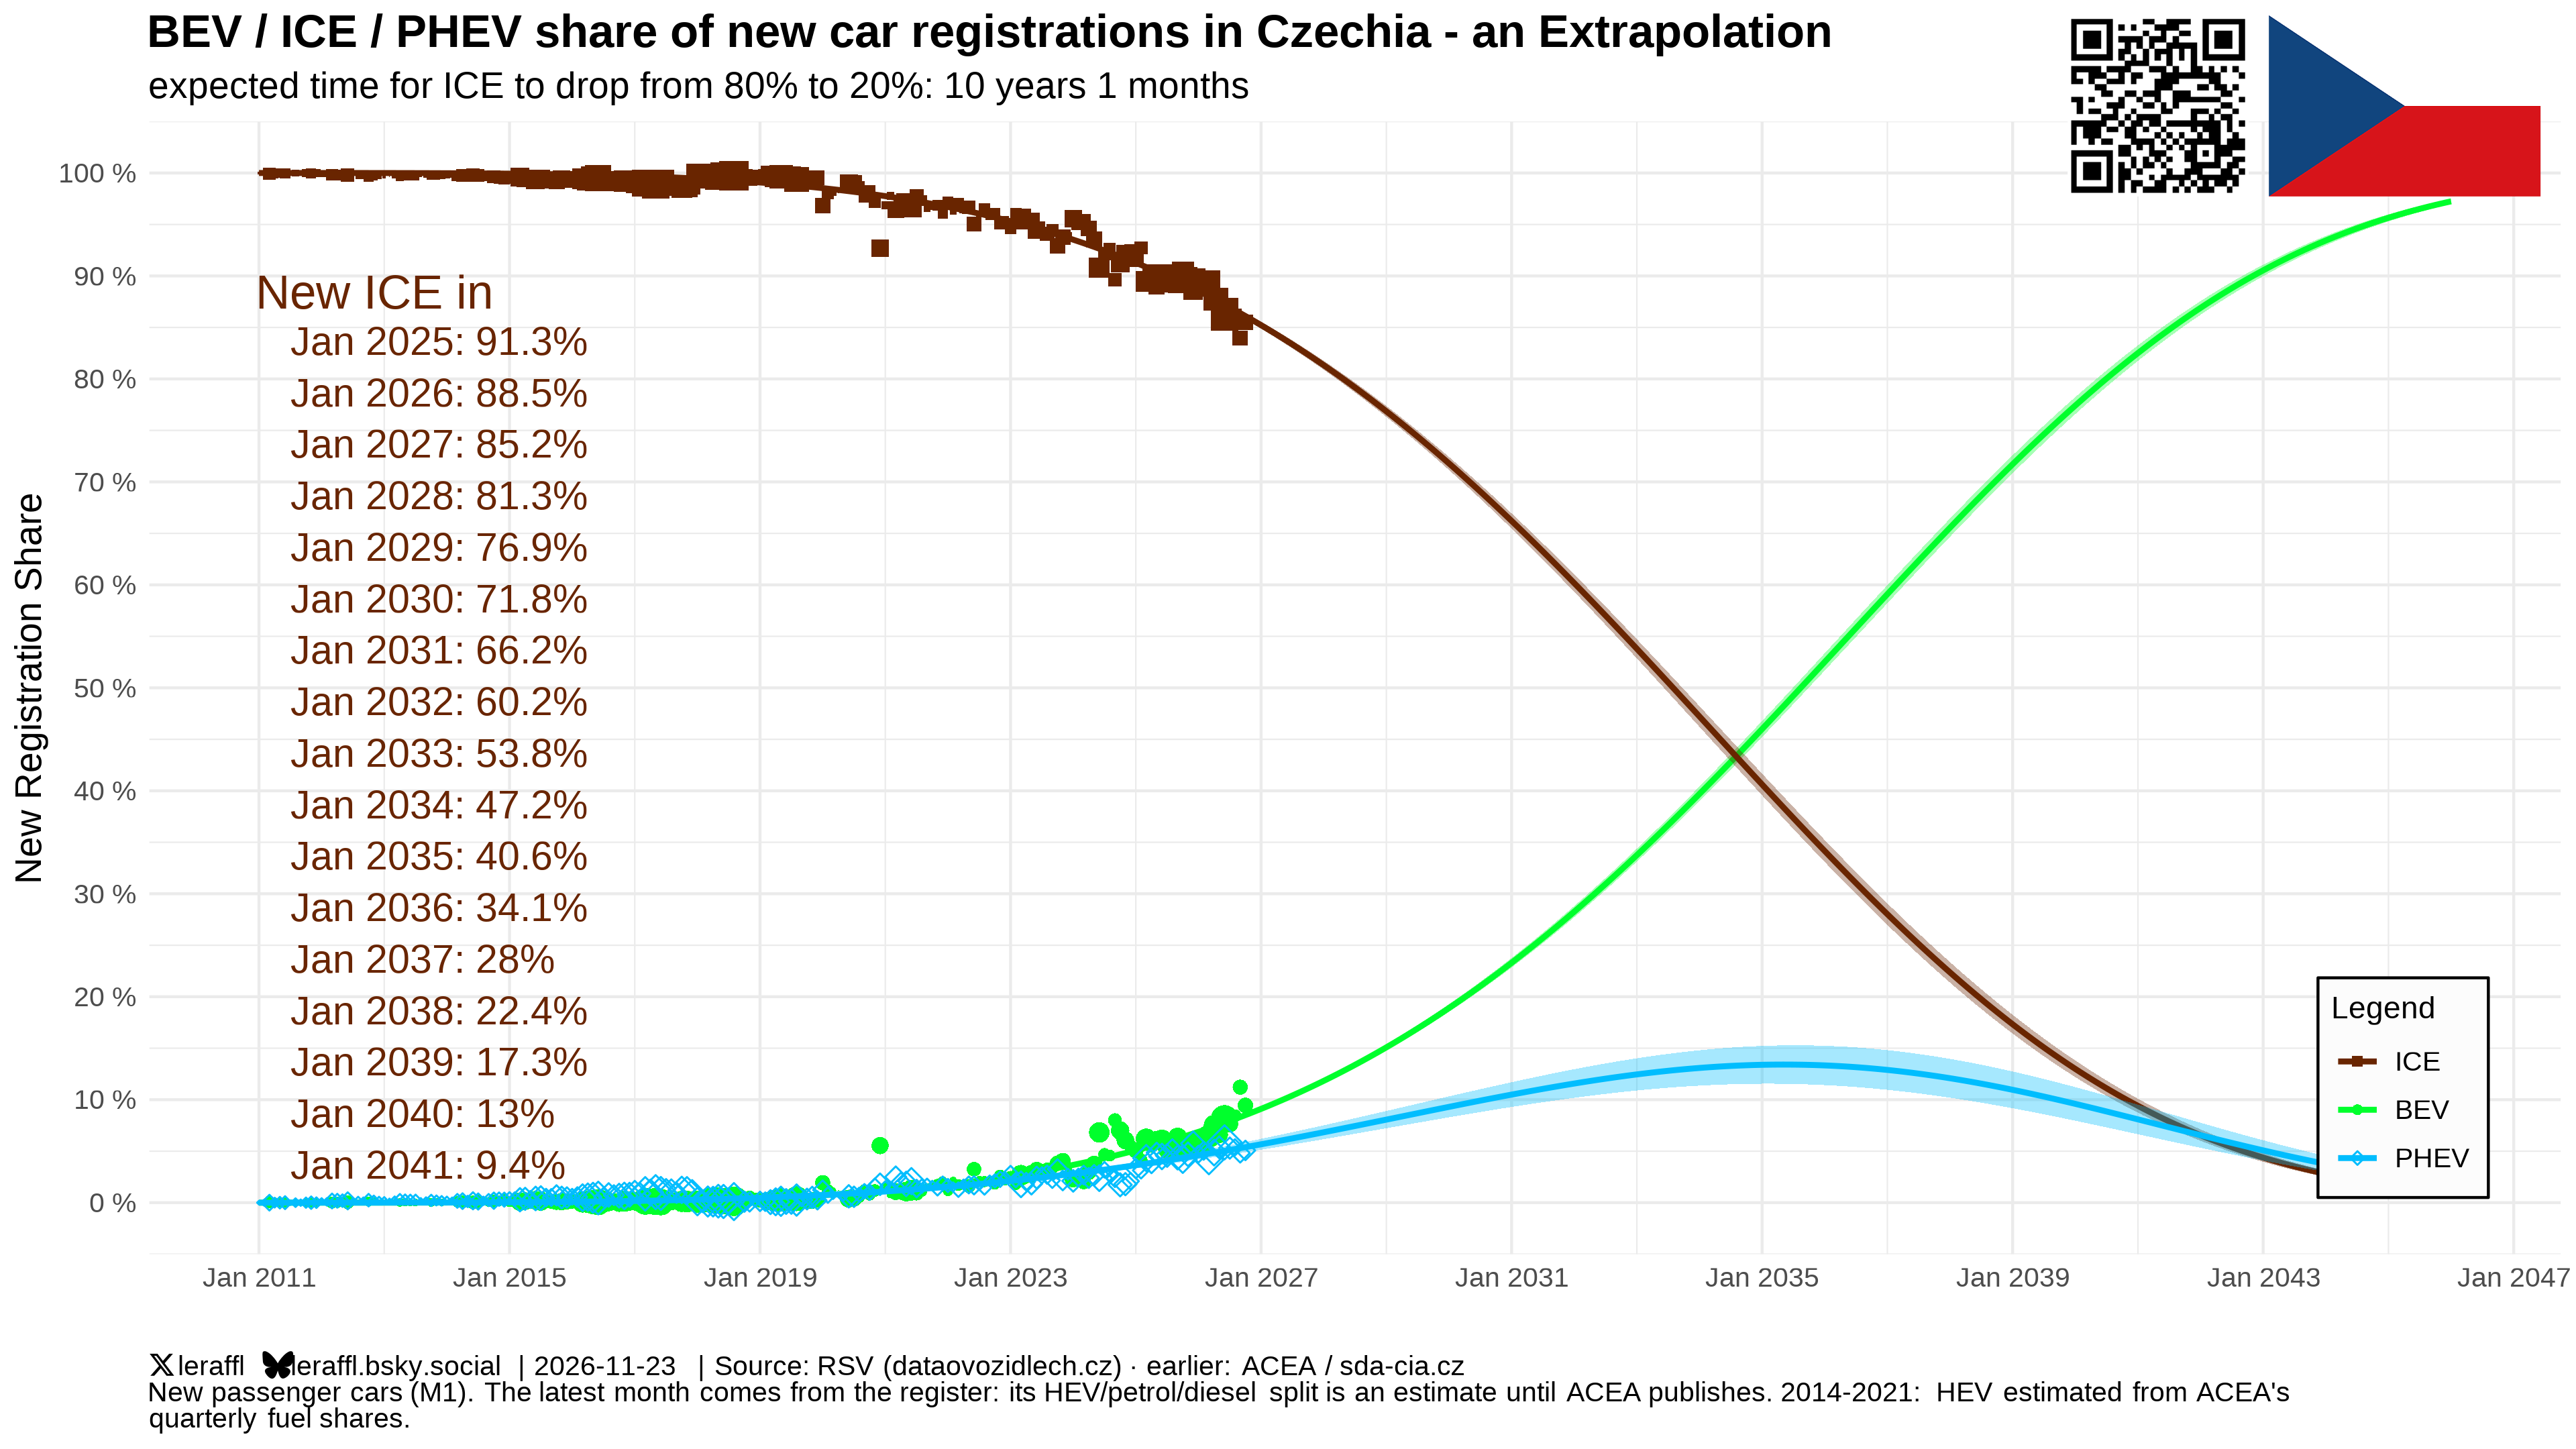 BEV / ICE / PHEV share of new car registrations in Czechia - an Extrapolation
expected time for ICE to drop from 80% to 20%: 10 years 1 months
New Registration Share
100 %
90 %
80 %
70 %
60 %
50 %
40 %
30 %
20 %
10 %
0 %
New ICE in
Jan 2025: 91.3%
Jan 2026: 88.5%
Jan 2027: 85.2%
Jan 2028: 81.3%
Jan 2029: 76.9%
Jan 2030: 71.8%
Jan 2031: 66.2%
Jan 2032: 60.2%
Jan 2033: 53.8%
Jan 2034: 47.2%
Jan 2035: 40.6%
Jan 2036: 34.1%
Jan 2037: 28%
Jan 2038: 22.4%
Jan 2039: 17.3%
Jan 2040: 13%
Jan 2041: 9.4%
Legend
ICE
BEV
PHEV
Jan 2011 Jan 2015 Jan 2019 Jan 2023 Jan 2027 Jan 2031 Jan 2035 Jan 2039 Jan 2043 Jan 2047
𝕏 leraffl leraffl.bsky.social | 2026-11-23 | Source: RSV (dataovozidlech.cz) · earlier: ACEA / sda-cia.cz
New passenger cars (M1). The latest month comes from the register: its HEV/petrol/diesel split is an estimate until ACEA publishes. 2014-2021: HEV estimated from ACEA's
quarterly fuel shares.